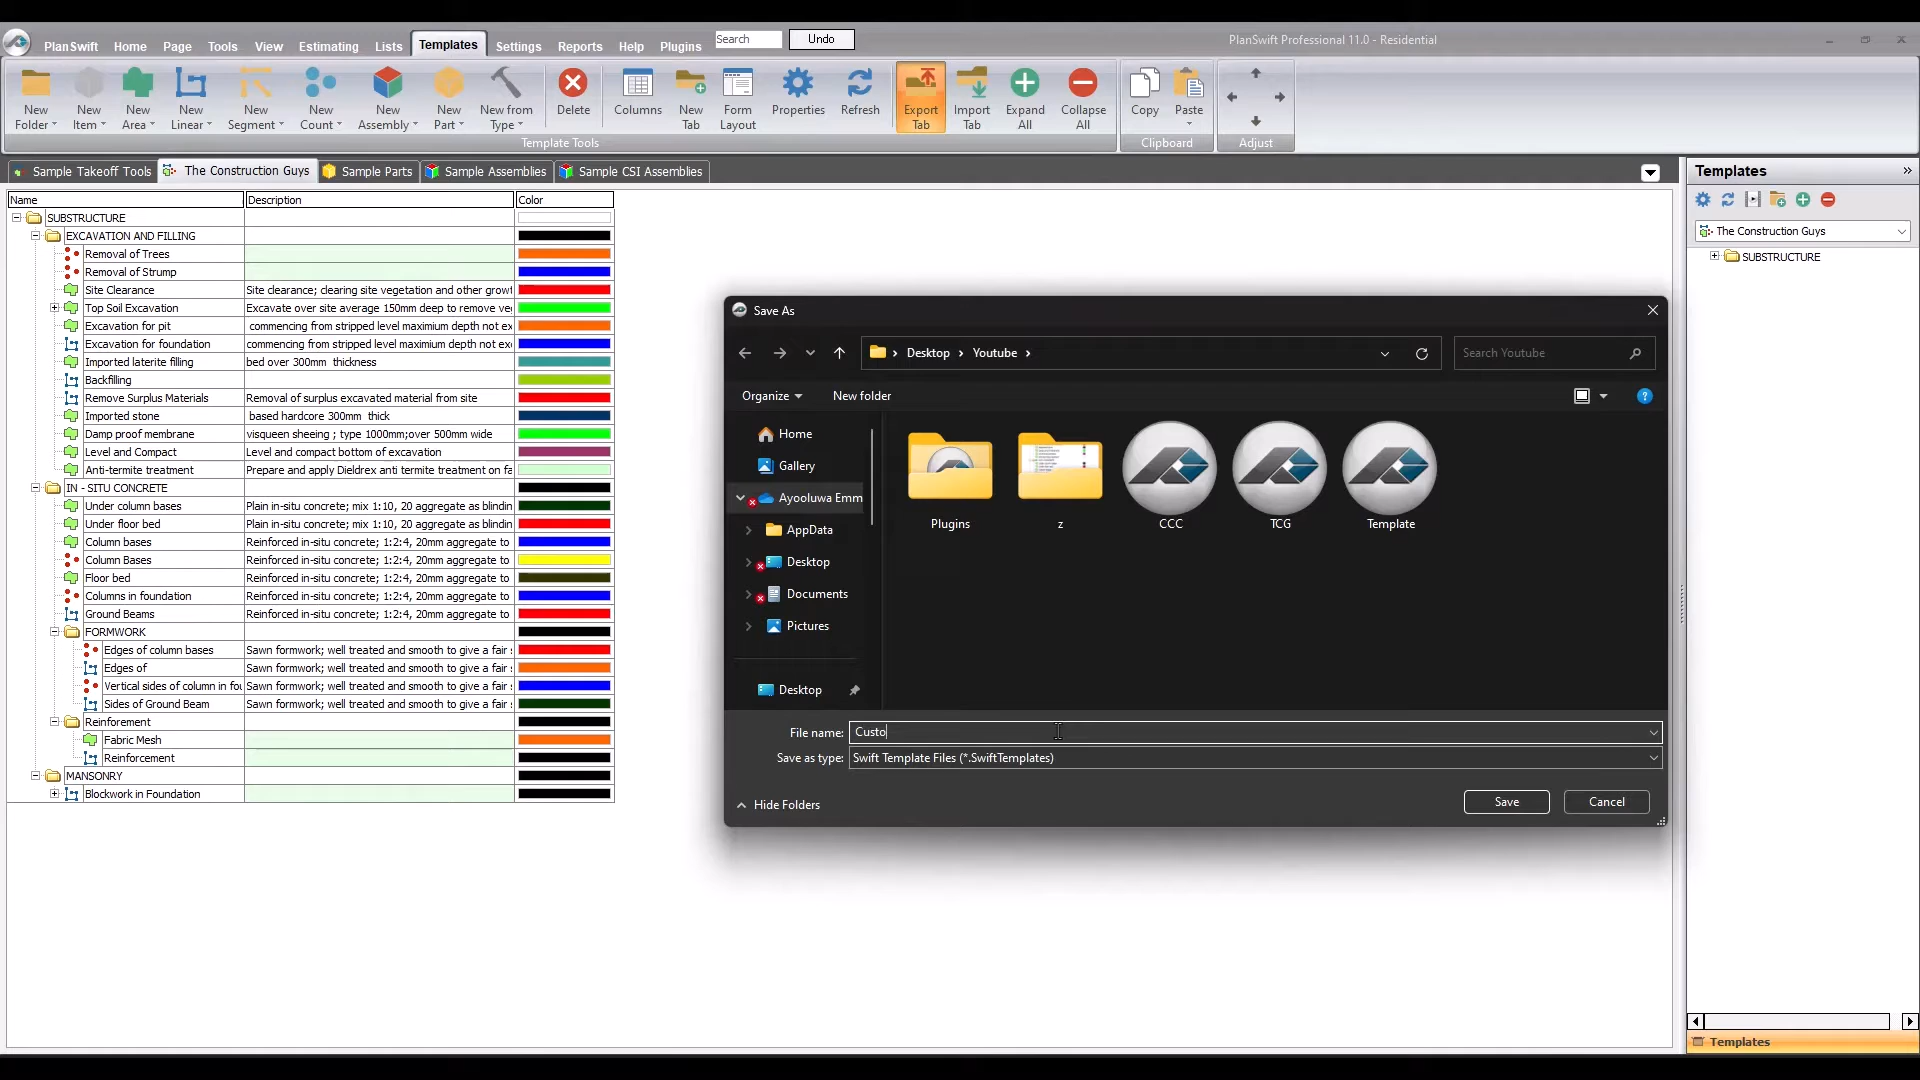 PlanSwift Home Page Tools View Estimating Lists Templates Settings Reports Help Plugins Search Undo PlanSwift Professional 11.0 - Residential
New Folder
New Item
New Area
New Linear
New Segment
New Count
New Assembly
New Part
New from Type
Delete
Columns
New Tab
Form Layout
Properties
Refresh
Export Tab
Import Tab
Expand All
Collapse All
Copy
Paste
Template Tools Clipboard Adjust
Sample Takeoff Tools The Construction Guys Sample Parts Sample Assemblies Sample CSI Assemblies
Name Description Color
SUBSTRUCTURE
EXCAVATION AND FILLING
Removal of Trees
Removal of Strump
Site Clearance Site clearance; clearing site vegetation and other growt
Top Soil Excavation Excavate over site average 150mm deep to remove veg
Excavation for pit commencing from stripped level maximium depth not ex
Excavation for foundation commencing from stripped level maximium depth not ex
Imported laterite filling bed over 300mm thickness
Backfilling
Remove Surplus Materials Removal of surplus excavated material from site
Imported stone based hardcore 300mm thick
Damp proof membrane visqueen sheeing ; type 1000mm;over 500mm wide
Level and Compact Level and compact bottom of excavation
Anti-termite treatment Prepare and apply Dieldrex anti termite treatment on fa
IN - SITU CONCRETE
Under column bases Plain in-situ concrete; mix 1:10, 20 aggregate as blindin
Under floor bed Plain in-situ concrete; mix 1:10, 20 aggregate as blindin
Column bases Reinforced in-situ concrete; 1:2:4, 20mm aggregate to
Column Bases Reinforced in-situ concrete; 1:2:4, 20mm aggregate to
Floor bed Reinforced in-situ concrete; 1:2:4, 20mm aggregate to
Columns in foundation Reinforced in-situ concrete; 1:2:4, 20mm aggregate to
Ground Beams Reinforced in-situ concrete; 1:2:4, 20mm aggregate to
FORMWORK
Edges of column bases Sawn formwork; well treated and smooth to give a fair s
Edges of Sawn formwork; well treated and smooth to give a fair s
Vertical sides of column in fou Sawn formwork; well treated and smooth to give a fair s
Sides of Ground Beam Sawn formwork; well treated and smooth to give a fair s
Reinforement
Fabric Mesh
Reinforcement
MANSONRY
Blockwork in Foundation
Save As
Desktop Youtube Search Youtube
Organize New folder
Home
Gallery
Ayooluwa Emm
AppData
Desktop
Documents
Pictures
Desktop
Plugins z CCC TCG Template
File name: Custo
Save as type: Swift Template Files (*.SwiftTemplates)
Hide Folders Save Cancel
Templates
The Construction Guys
SUBSTRUCTURE
Templates